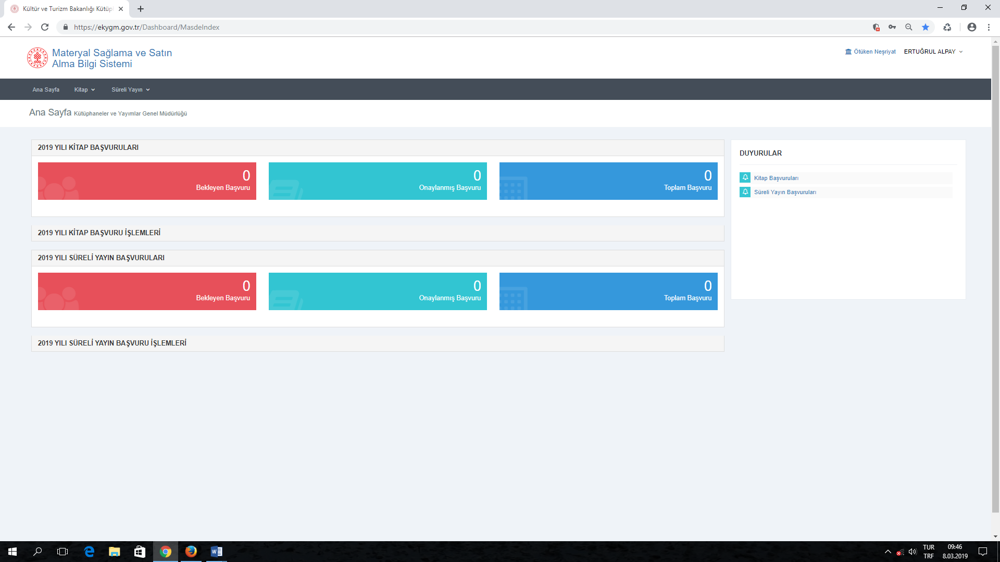 Kültür ve Turizm Bakanlığı Kütüp
https://ekygm.gov.tr/Dashboard/MasdeIndex
Materyal Sağlama ve Satın
Alma Bilgi Sistemi
Ötüken Neşriyat
ERTUĞRUL ALPAY
Ana Sayfa
Kitap
Süreli Yayın
Ana Sayfa Kütüphaneler ve Yayımlar Genel Müdürlüğü
2019 YILI KİTAP BAŞVURULARI
0
Bekleyen Başvuru
0
Onaylanmış Başvuru
0
Toplam Başvuru
2019 YILI KİTAP BAŞVURU İŞLEMLERİ
2019 YILI SÜRELİ YAYIN BAŞVURULARI
0
Bekleyen Başvuru
0
Onaylanmış Başvuru
0
Toplam Başvuru
2019 YILI SÜRELİ YAYIN BAŞVURU İŞLEMLERİ
DUYURULAR
Kitap Başvuruları
Süreli Yayın Başvuruları
TUR
TRF
09:46
8.03.2019